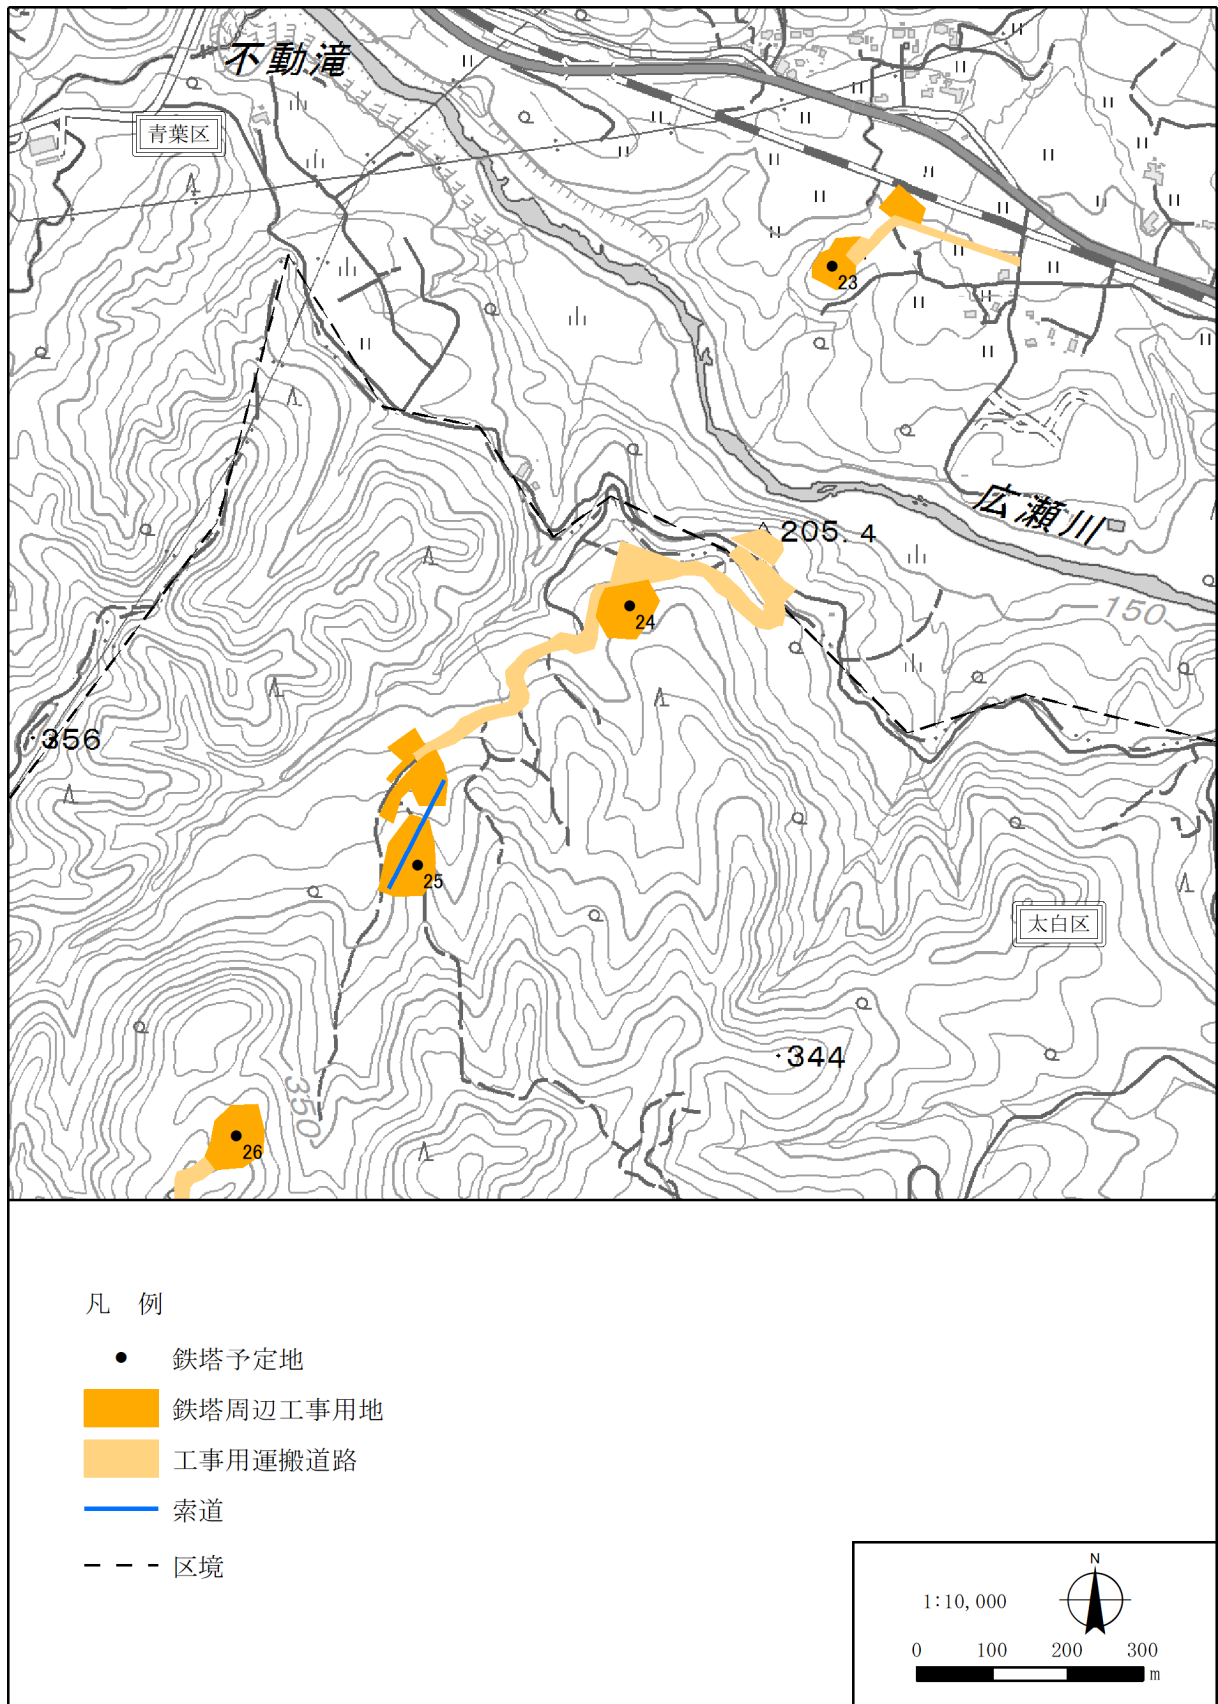 不動滝
青葉区
23
広瀬川
205.4
24
150
356
25
太白区
344
350
26
凡　例
鉄塔予定地
鉄塔周辺工事用地
工事用運搬道路
索道
区境
N
1:10,000
0 100 200 300
m